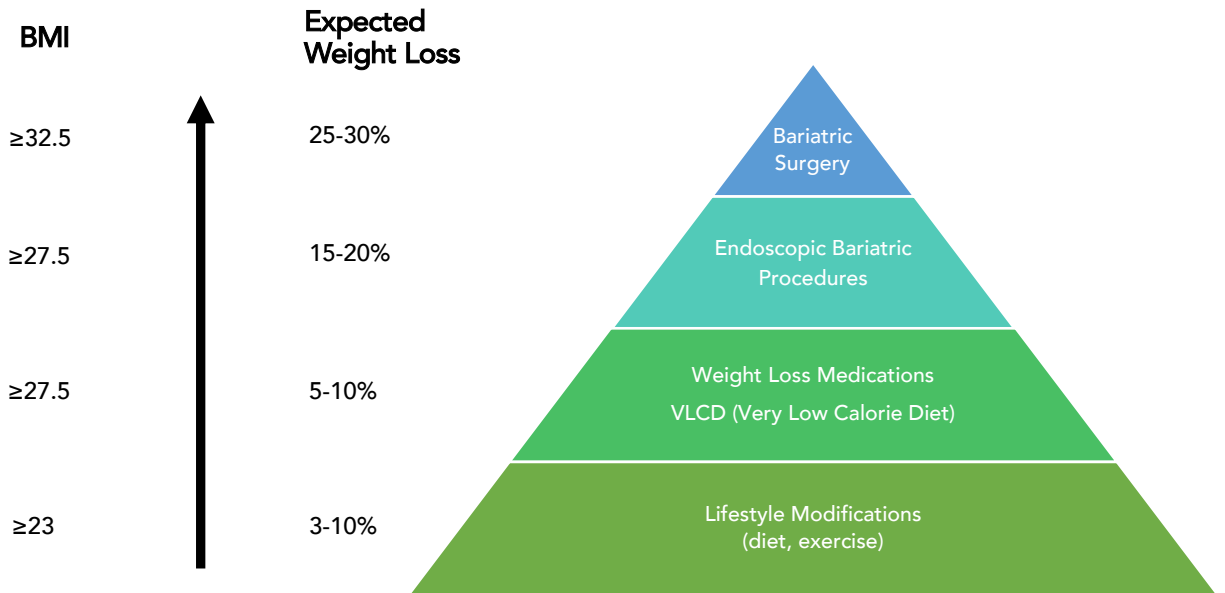 BMI
Expected
Weight Loss
≥32.5
25-30%
Bariatric
Surgery
≥27.5
15-20%
Endoscopic Bariatric
Procedures
≥27.5
5-10%
Weight Loss Medications
VLCD (Very Low Calorie Diet)
≥23
3-10%
Lifestyle Modifications
(diet, exercise)